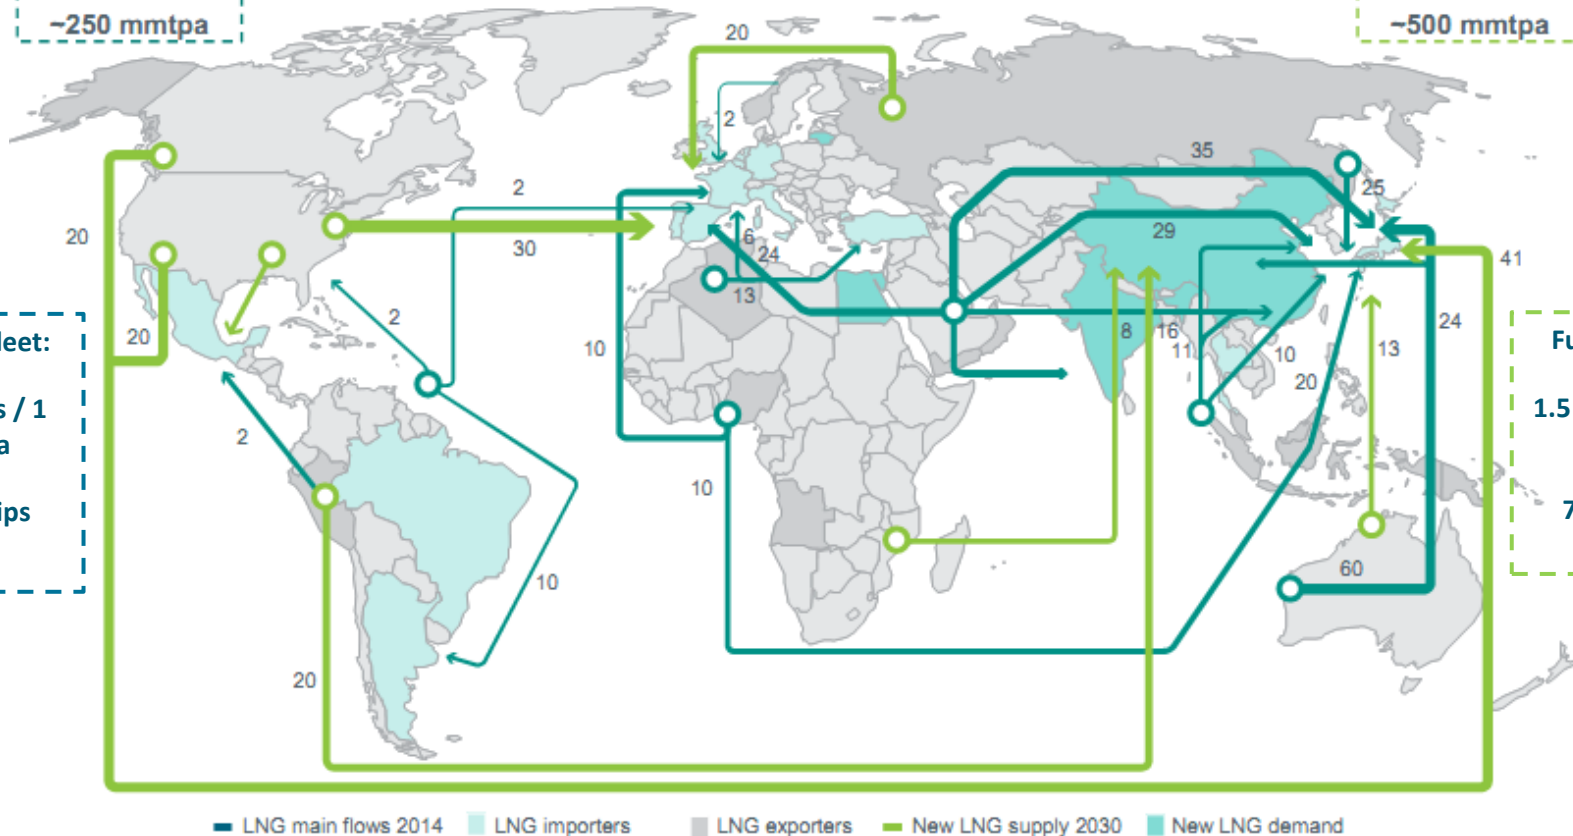 ~250 mmtpa
~500 mmtpa
20
2
35
25
2
20
30
6
24
29
13
41
20
2
10
8
16
11
10
20
13
24
leet:
s / 1
a
ips
Fu
1.5
7
2
10
60
10
20
LNG main flows 2014
LNG importers
LNG exporters
New LNG supply 2030
New LNG demand